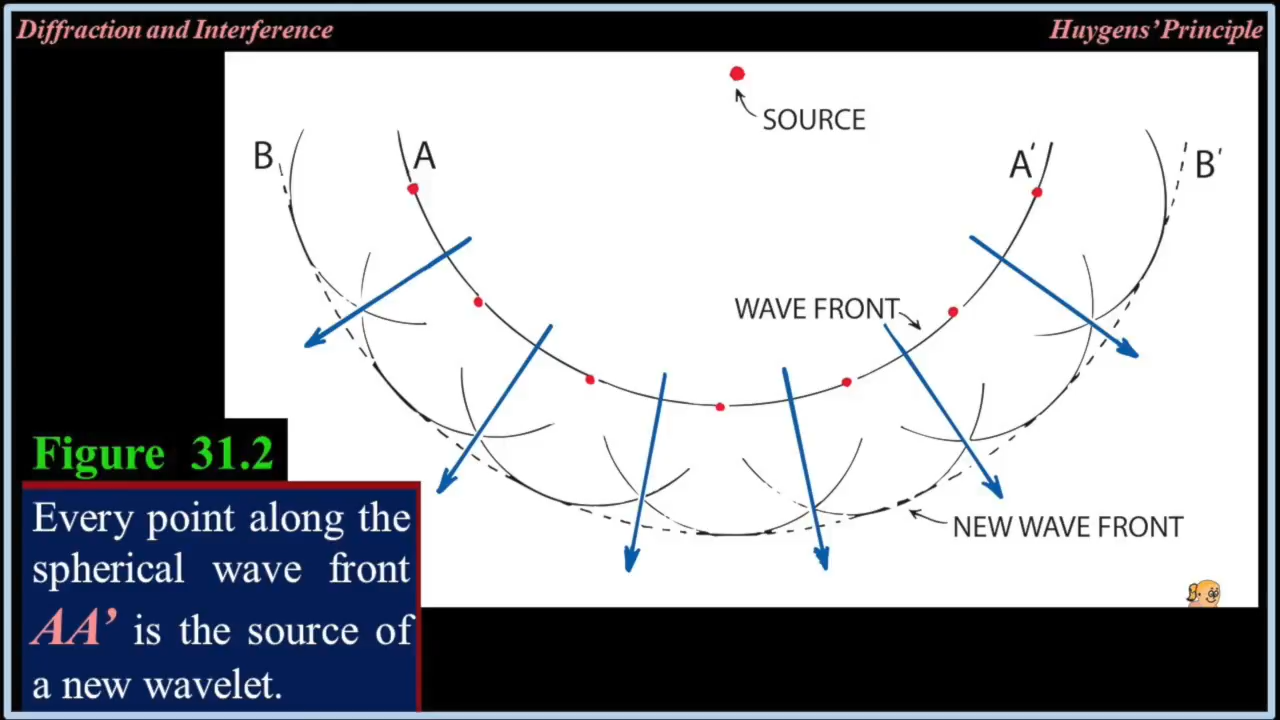 Diffraction and Interference
Huygens' Principle
SOURCE
B
A
A′
B′
WAVE FRONT
NEW WAVE FRONT
Figure 31.2
Every point along the
spherical wave front
AA’ is the source of
a new wavelet.